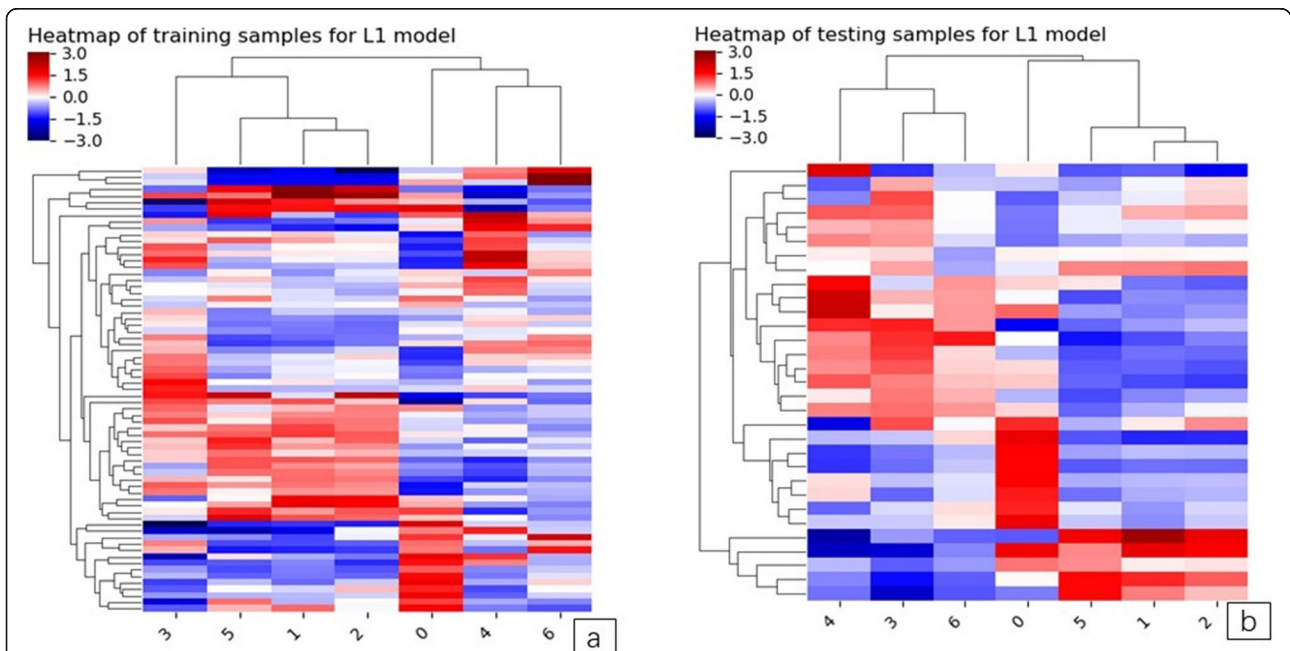 Heatmap of training samples for L1 model
3.0
1.5
0.0
−1.5
−3.0
3 5 1 2 0 4 6
a
Heatmap of testing samples for L1 model
3.0
1.5
0.0
−1.5
−3.0
4 3 6 0 5 1 2
b